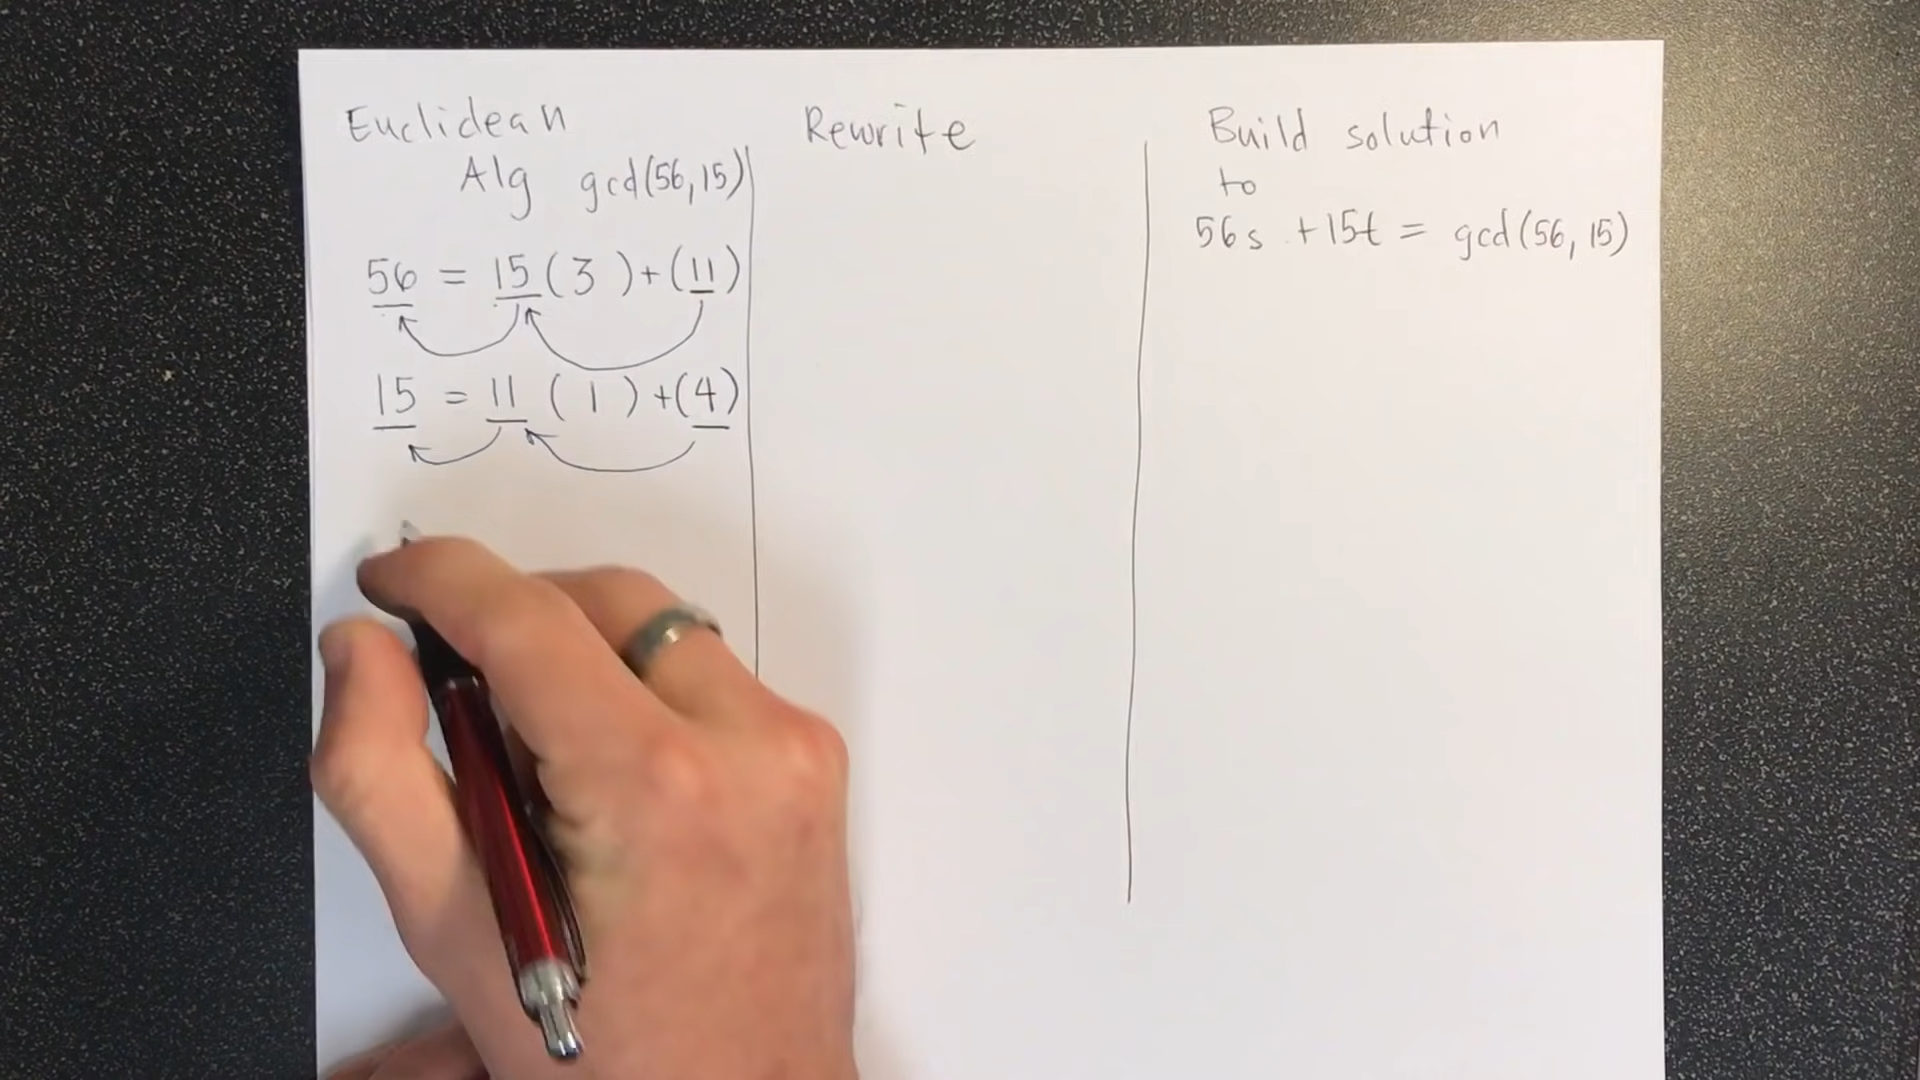 Euclidean
Alg gcd(56,15)
56 = 15(3)+(11)
15 = 11(1)+(4)
Rewrite
Build solution
to
56s +15t = gcd(56,15)